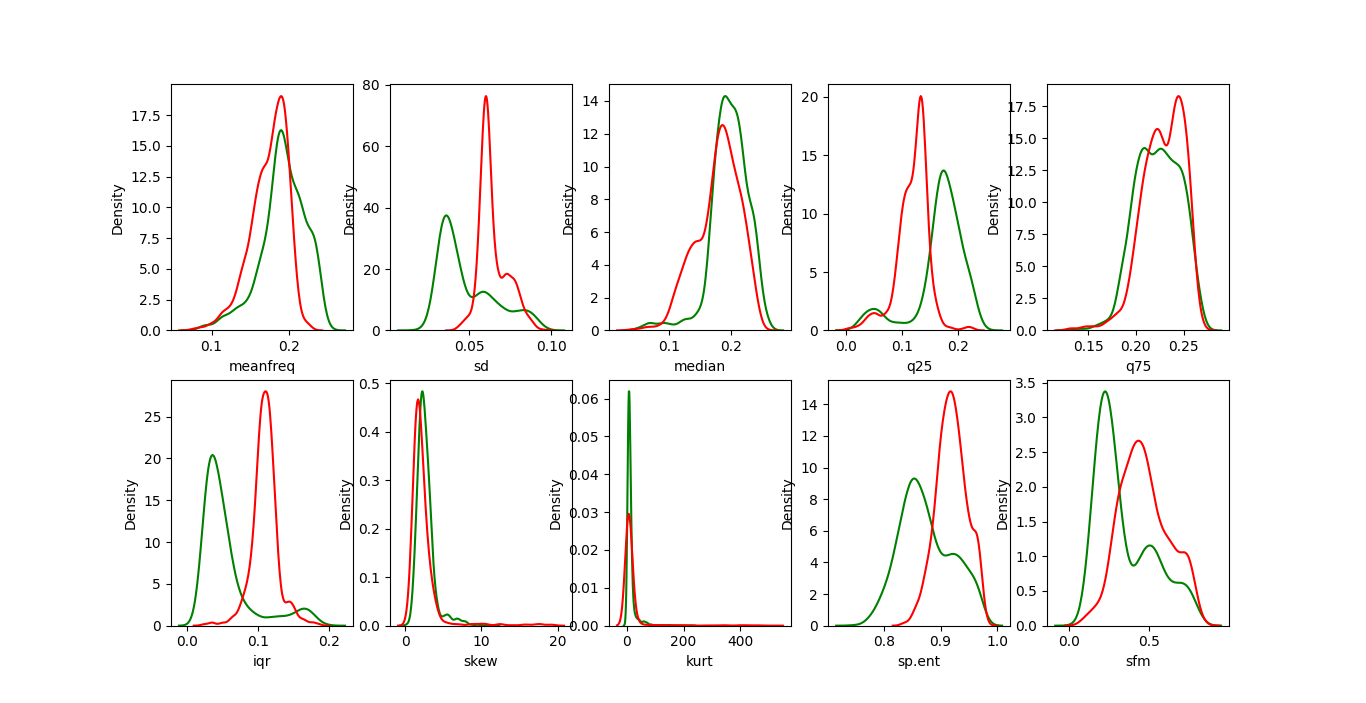 80
20
17.5
14
17.5
12
15.0
60
15.0
15
12.5
10
12.5
Density
Density
Density
Density
Density
10.0
40
8
10
10.0
7.5
6
7.5
5.0
20
4
5
5.0
2.5
2
2.5
0.0
0
0
0
0.0
0.1 0.2
0.05 0.10
0.1 0.2
0.0 0.1 0.2
0.15 0.20 0.25
meanfreq
sd
median
q25
q75
0.5
0.06
3.5
25
14
3.0
0.4
0.05
12
20
2.5
10
Density
Density
Density
Density
Density
0.3
0.04
15
8
2.0
0.03
0.2
6
1.5
10
0.02
4
1.0
5
0.1
0.01
2
0.5
0
0.0
0.00
0
0.0
0.0 0.1 0.2
0 10 20
0 200 400
0.8 0.9 1.0
0.0 0.5
iqr
skew
kurt
sp.ent
sfm